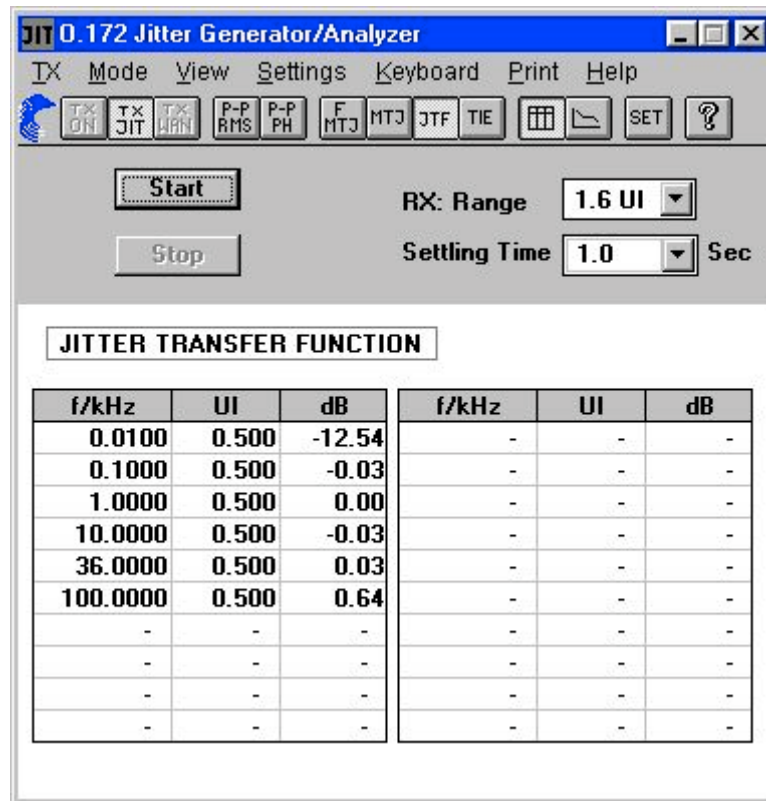 JIT O.172 Jitter Generator/Analyzer
TX Mode View Settings Keyboard Print Help
TX ON TX JIT TX WAN P-P RMS P-P PH F MTJ MTJ JTF TIE SET ?
Start
RX: Range 1.6 UI
Stop
Settling Time 1.0 Sec
JITTER TRANSFER FUNCTION
f/kHz UI dB f/kHz UI dB
0.0100 0.500 -12.54 - - -
0.1000 0.500 -0.03 - - -
1.0000 0.500 0.00 - - -
10.0000 0.500 -0.03 - - -
36.0000 0.500 0.03 - - -
100.0000 0.500 0.64 - - -
- - - - - -
- - - - - -
- - - - - -
- - - - - -